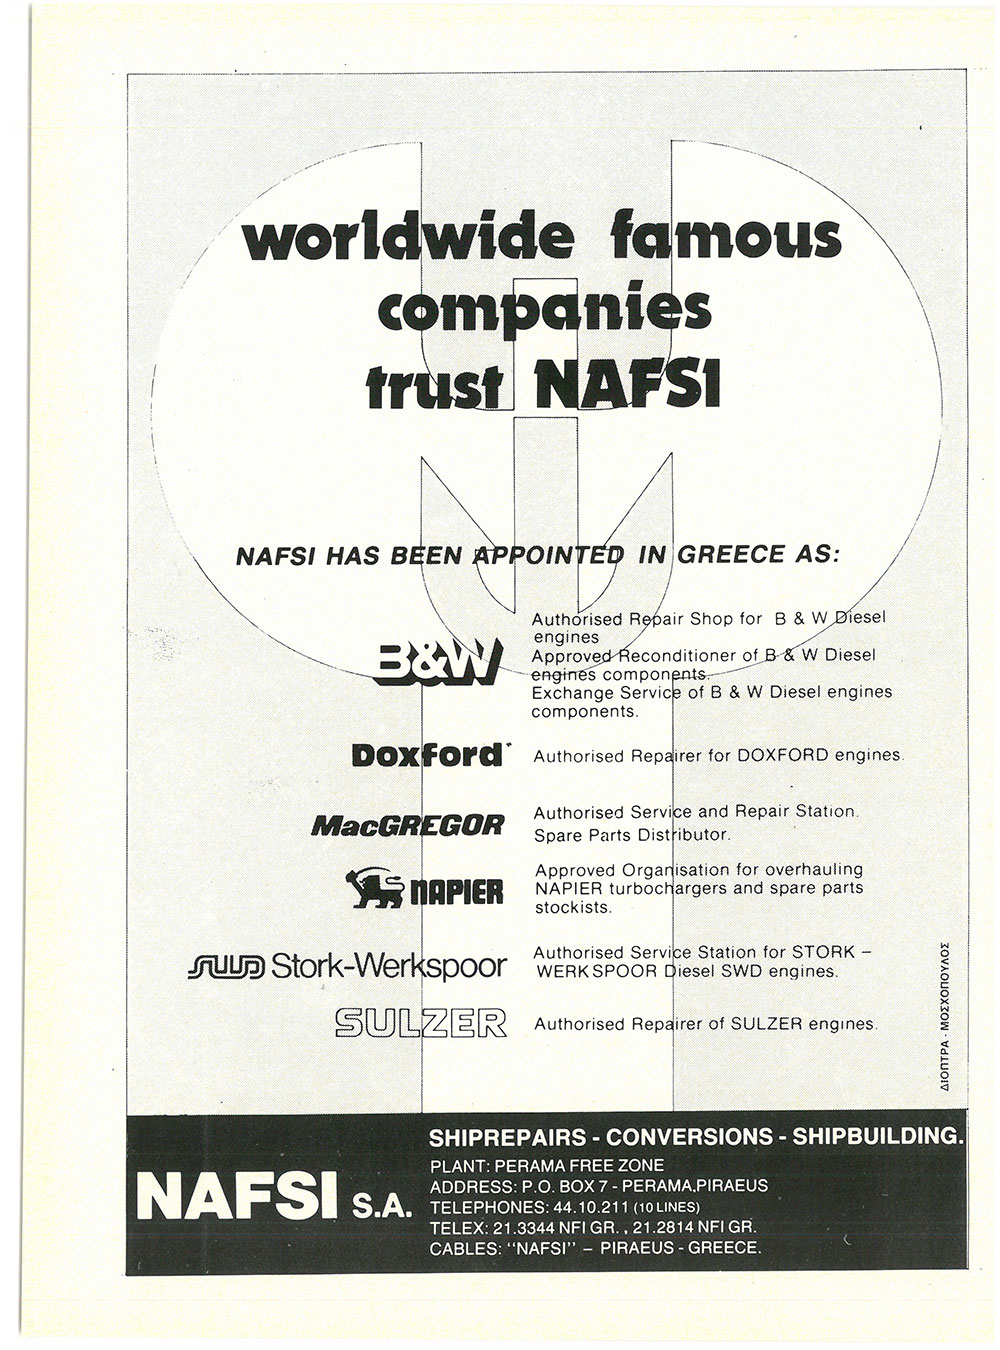 worldwide famous
companies
trust NAFSI
NAFSI HAS BEEN APPOINTED IN GREECE AS:
B&W
Authorised Repair Shop for B & W Diesel
engines
Approved Reconditioner of B & W Diesel
engines components.
Exchange Service of B & W Diesel engines
components.
Doxford
Authorised Repairer for DOXFORD engines.
MacGREGOR
Authorised Service and Repair Station.
Spare Parts Distributor.
NAPIER
Approved Organisation for overhauling
NAPIER turbochargers and spare parts
stockists.
SWD Stork-Werkspoor
Authorised Service Station for STORK –
WERKSPOOR Diesel SWD engines.
SULZER
Authorised Repairer of SULZER engines.
ΔΙΟΠΤΡΑ - ΜΟΣΧΟΠΟΥΛΟΣ
NAFSI S.A.
SHIPREPAIRS - CONVERSIONS - SHIPBUILDING.
PLANT: PERAMA FREE ZONE
ADDRESS: P.O. BOX 7 - PERAMA,PIRAEUS
TELEPHONES: 44.10.211 (10 LINES)
TELEX: 21.3344 NFI GR. , 21.2814 NFI GR.
CABLES: "NAFSI" – PIRAEUS - GREECE.